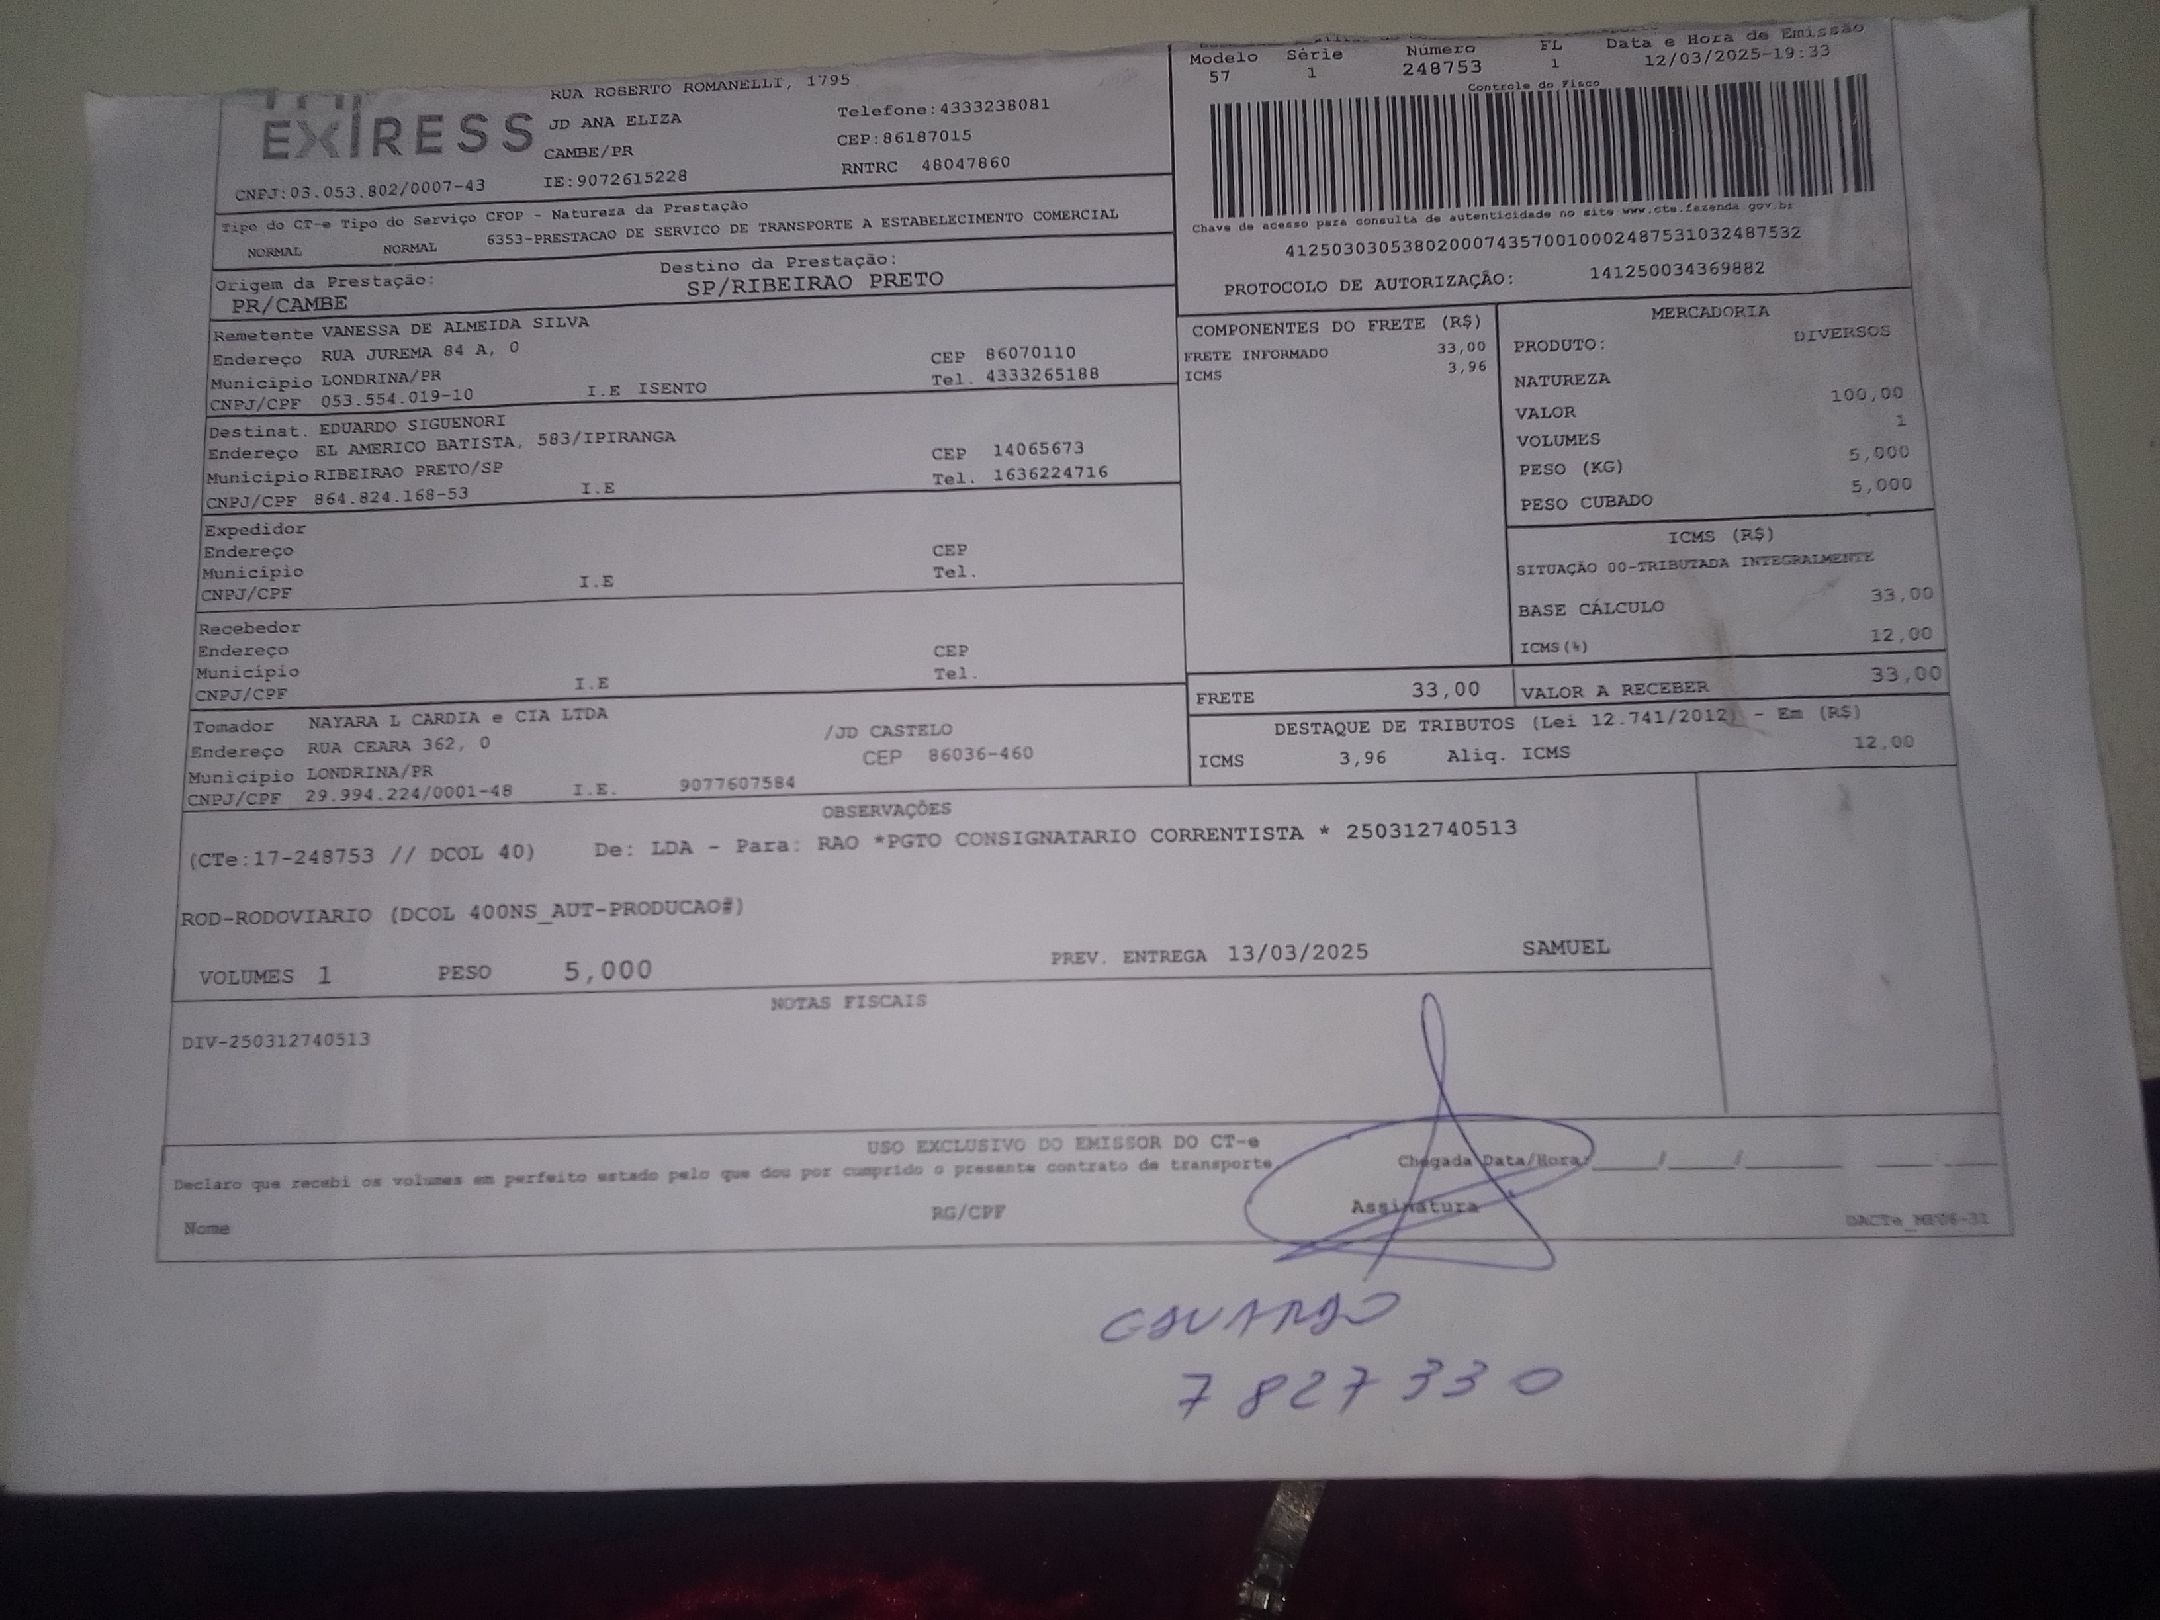 EXPRESS
RUA ROBERTO ROMANELLI, 1795
JD ANA ELIZA
CAMBE/PR
IE:9072615228
Telefone:4333238081
CEP:86187015
RNTRC 48047860
CNPJ:03.053.802/0007-43
Modelo Série Número FL Data e Hora de Emissão
57 1 248753 1 12/03/2025-19:33
Controle do Fisco
Chave de acesso para consulta de autenticidade no site www.cte.fazenda.gov.br
41250303053802000743570010002487531032487532
PROTOCOLO DE AUTORIZAÇÃO: 141250034369882
Tipo do CT-e Tipo do Serviço CFOP - Natureza da Prestação
NORMAL NORMAL 6353-PRESTACAO DE SERVICO DE TRANSPORTE A ESTABELECIMENTO COMERCIAL
Origem da Prestação: Destino da Prestação:
PR/CAMBE SP/RIBEIRAO PRETO
Remetente VANESSA DE ALMEIDA SILVA
Endereço RUA JUREMA 84 A, 0 CEP 86070110
Município LONDRINA/PR Tel. 4333265188
CNPJ/CPF 053.554.019-10 I.E ISENTO
Destinat. EDUARDO SIGUENORI
Endereço EL AMERICO BATISTA, 583/IPIRANGA CEP 14065673
Município RIBEIRAO PRETO/SP Tel. 1636224716
CNPJ/CPF 864.824.168-53 I.E
Expedidor
Endereço CEP
Município Tel.
CNPJ/CPF I.E
Recebedor
Endereço CEP
Município Tel.
CNPJ/CPF I.E
Tomador NAYARA L CARDIA e CIA LTDA
Endereço RUA CEARA 362, 0 /JD CASTELO
Município LONDRINA/PR CEP 86036-460
CNPJ/CPF 29.994.224/0001-48 I.E. 9077607584
COMPONENTES DO FRETE (R$)
FRETE INFORMADO 33,00
ICMS 3,96
MERCADORIA
PRODUTO: DIVERSOS
NATUREZA
VALOR 100,00
VOLUMES 1
PESO (KG) 5,000
PESO CUBADO 5,000
ICMS (R$)
SITUAÇÃO 00-TRIBUTADA INTEGRALMENTE
BASE CÁLCULO 33,00
ICMS(%) 12,00
FRETE 33,00 VALOR A RECEBER 33,00
DESTAQUE DE TRIBUTOS (Lei 12.741/2012) - Em (R$)
ICMS 3,96 Aliq. ICMS 12,00
OBSERVAÇÕES
(CTe:17-248753 // DCOL 40) De: LDA - Para: RAO *PGTO CONSIGNATARIO CORRENTISTA * 250312740513
ROD-RODOVIARIO (DCOL 400NS_AUT-PRODUCAO#)
VOLUMES 1 PESO 5,000 PREV. ENTREGA 13/03/2025 SAMUEL
NOTAS FISCAIS
DIV-250312740513
USO EXCLUSIVO DO EMISSOR DO CT-e
Declaro que recebi os volumes em perfeito estado pelo que dou por cumprido o presente contrato de transporte
Chegada Data/Hora: ____/____/______ ____ ____
Nome RG/CPF Assinatura
EDUARDO
7827330